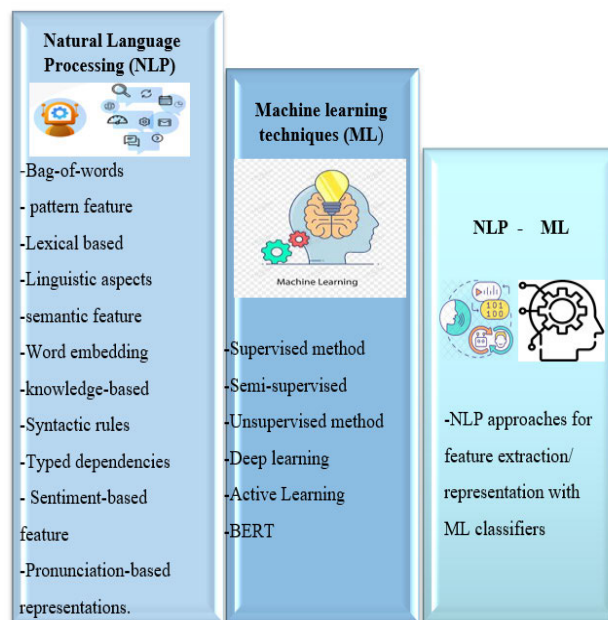 Natural Language
Processing (NLP)
-Bag-of-words
- pattern feature
-Lexical based
-Linguistic aspects
-semantic feature
-Word embedding
-knowledge-based
-Syntactic rules
-Typed dependencies
- Sentiment-based
feature
-Pronunciation-based
representations.
Machine learning
techniques (ML)
Machine Learning
-Supervised method
-Semi-supervised
-Unsupervised method
-Deep learning
-Active Learning
-BERT
NLP - ML
101
100
-NLP approaches for
feature extraction/
representation with
ML classifiers